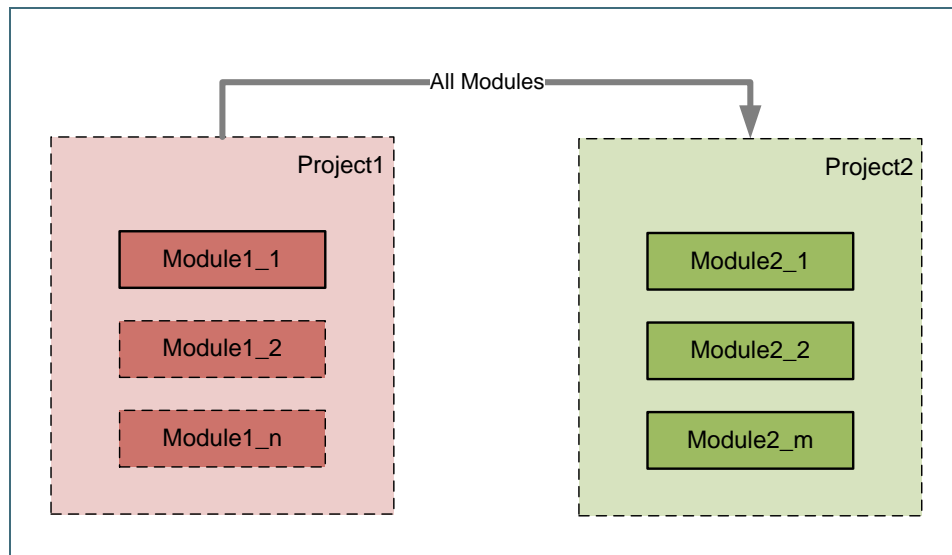 All Modules
Project1
Project2
Module1_1
Module2_1
Module1_2
Module2_2
Module1_n
Module2_m